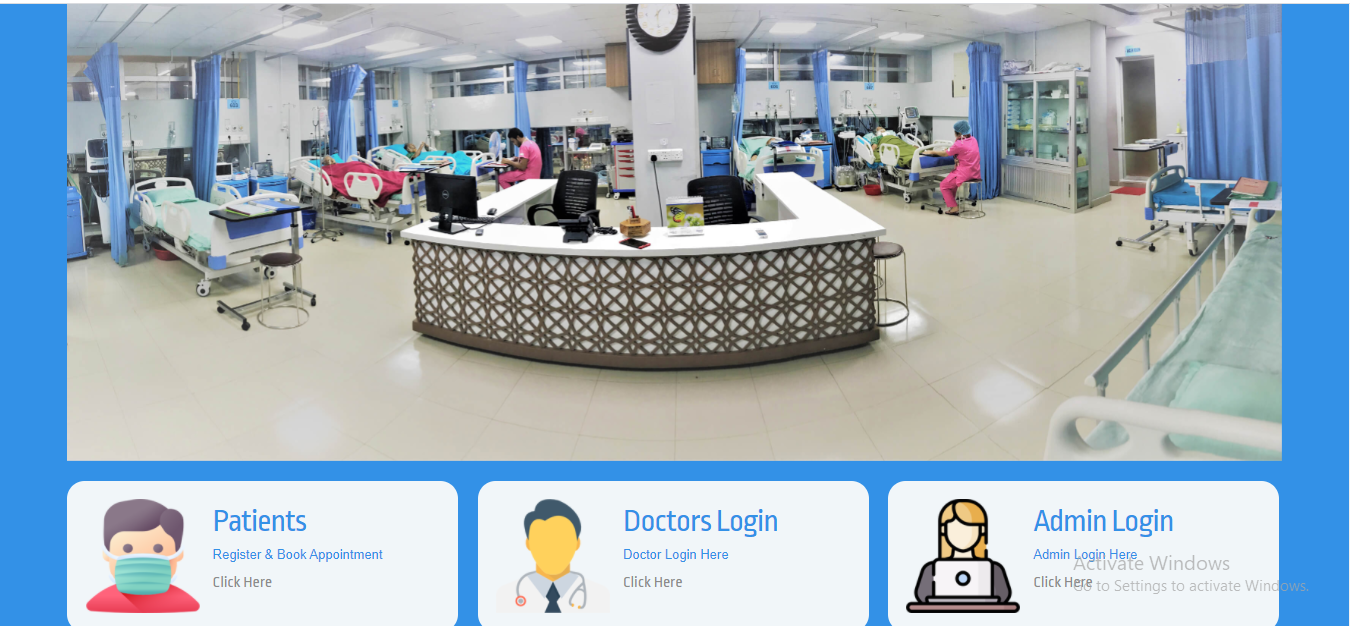 Patients
Register & Book Appointment
Click Here
Doctors Login
Doctor Login Here
Click Here
Admin Login
Admin Login Here
Click Here
Activate Windows
Go to Settings to activate Windows.